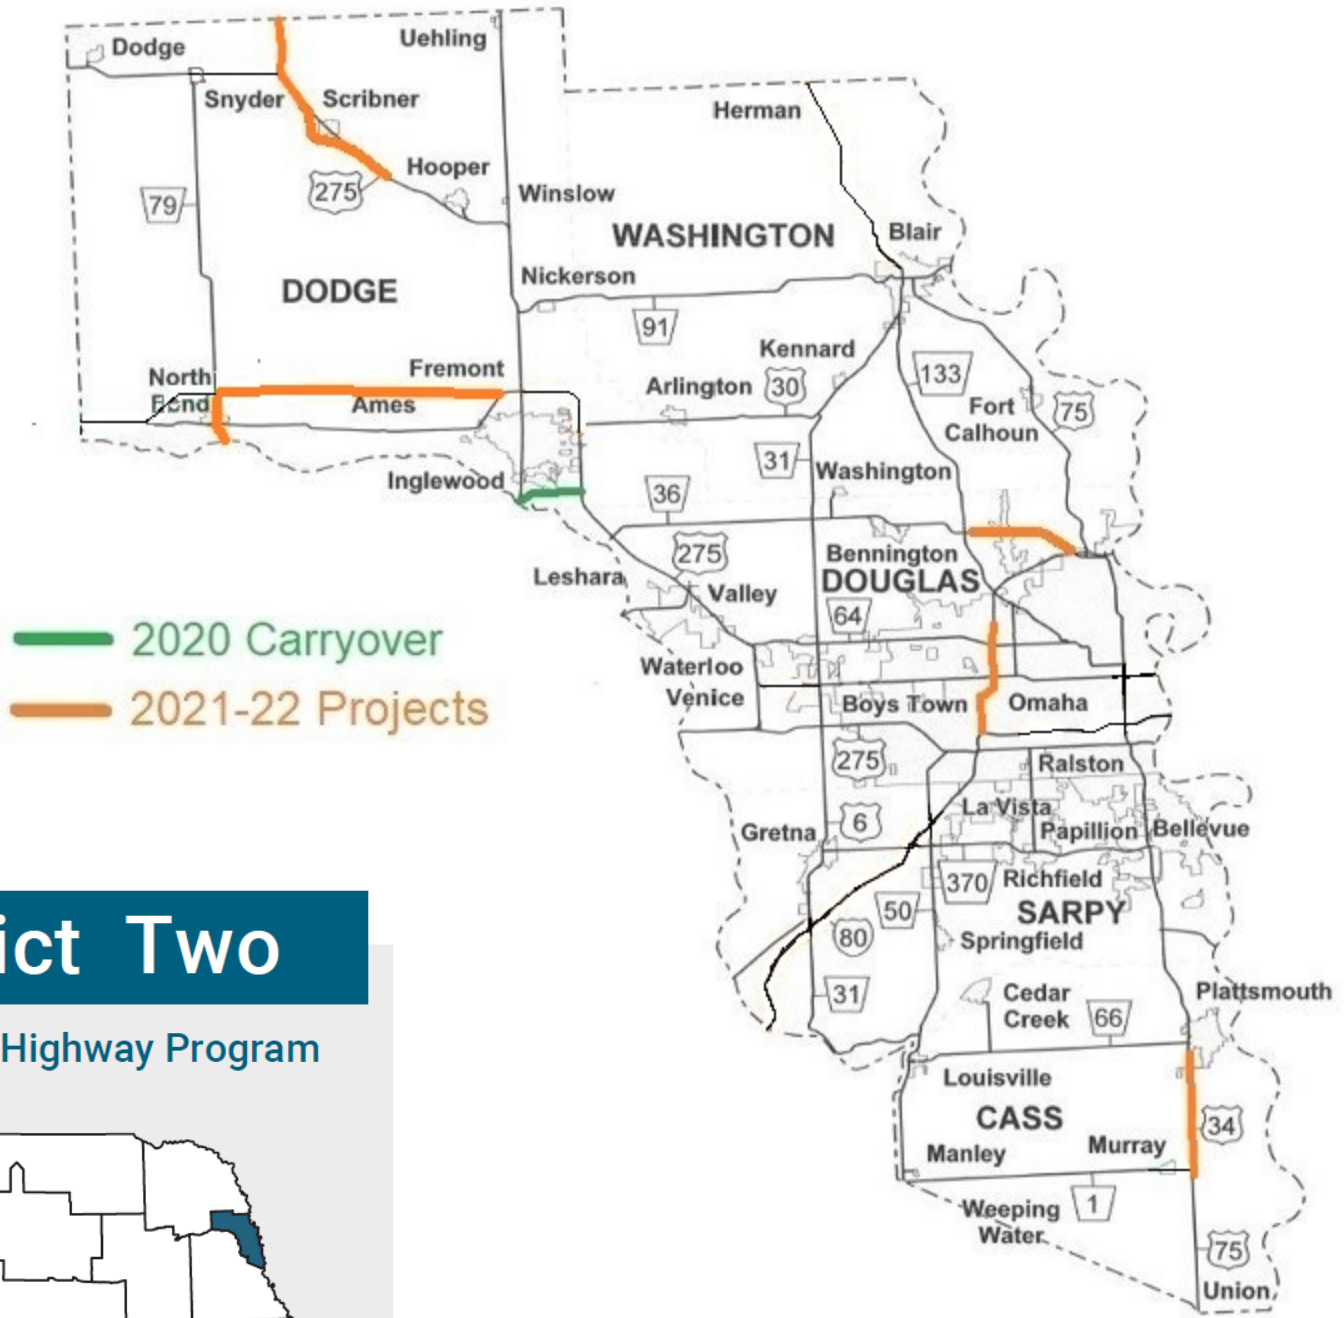 Dodge
Uehling
Snyder
Scribner
Herman
Hooper
275
79
Winslow
WASHINGTON
Blair
DODGE
Nickerson
91
Kennard
133
North
Bend
Fremont
Arlington
30
Ames
Fort
Calhoun
75
31
Washington
Inglewood
36
275
Bennington
DOUGLAS
Leshara
Valley
64
2020 Carryover
Waterloo
Venice
Boys Town
Omaha
2021-22 Projects
275
Ralston
La Vista
Gretna
6
Papillion
Bellevue
370
Richfield
50
SARPY
ict Two
80
Springfield
31
Cedar
Creek
66
Plattsmouth
Highway Program
Louisville
CASS
34
Manley
Murray
Weeping
Water
1
75
Union